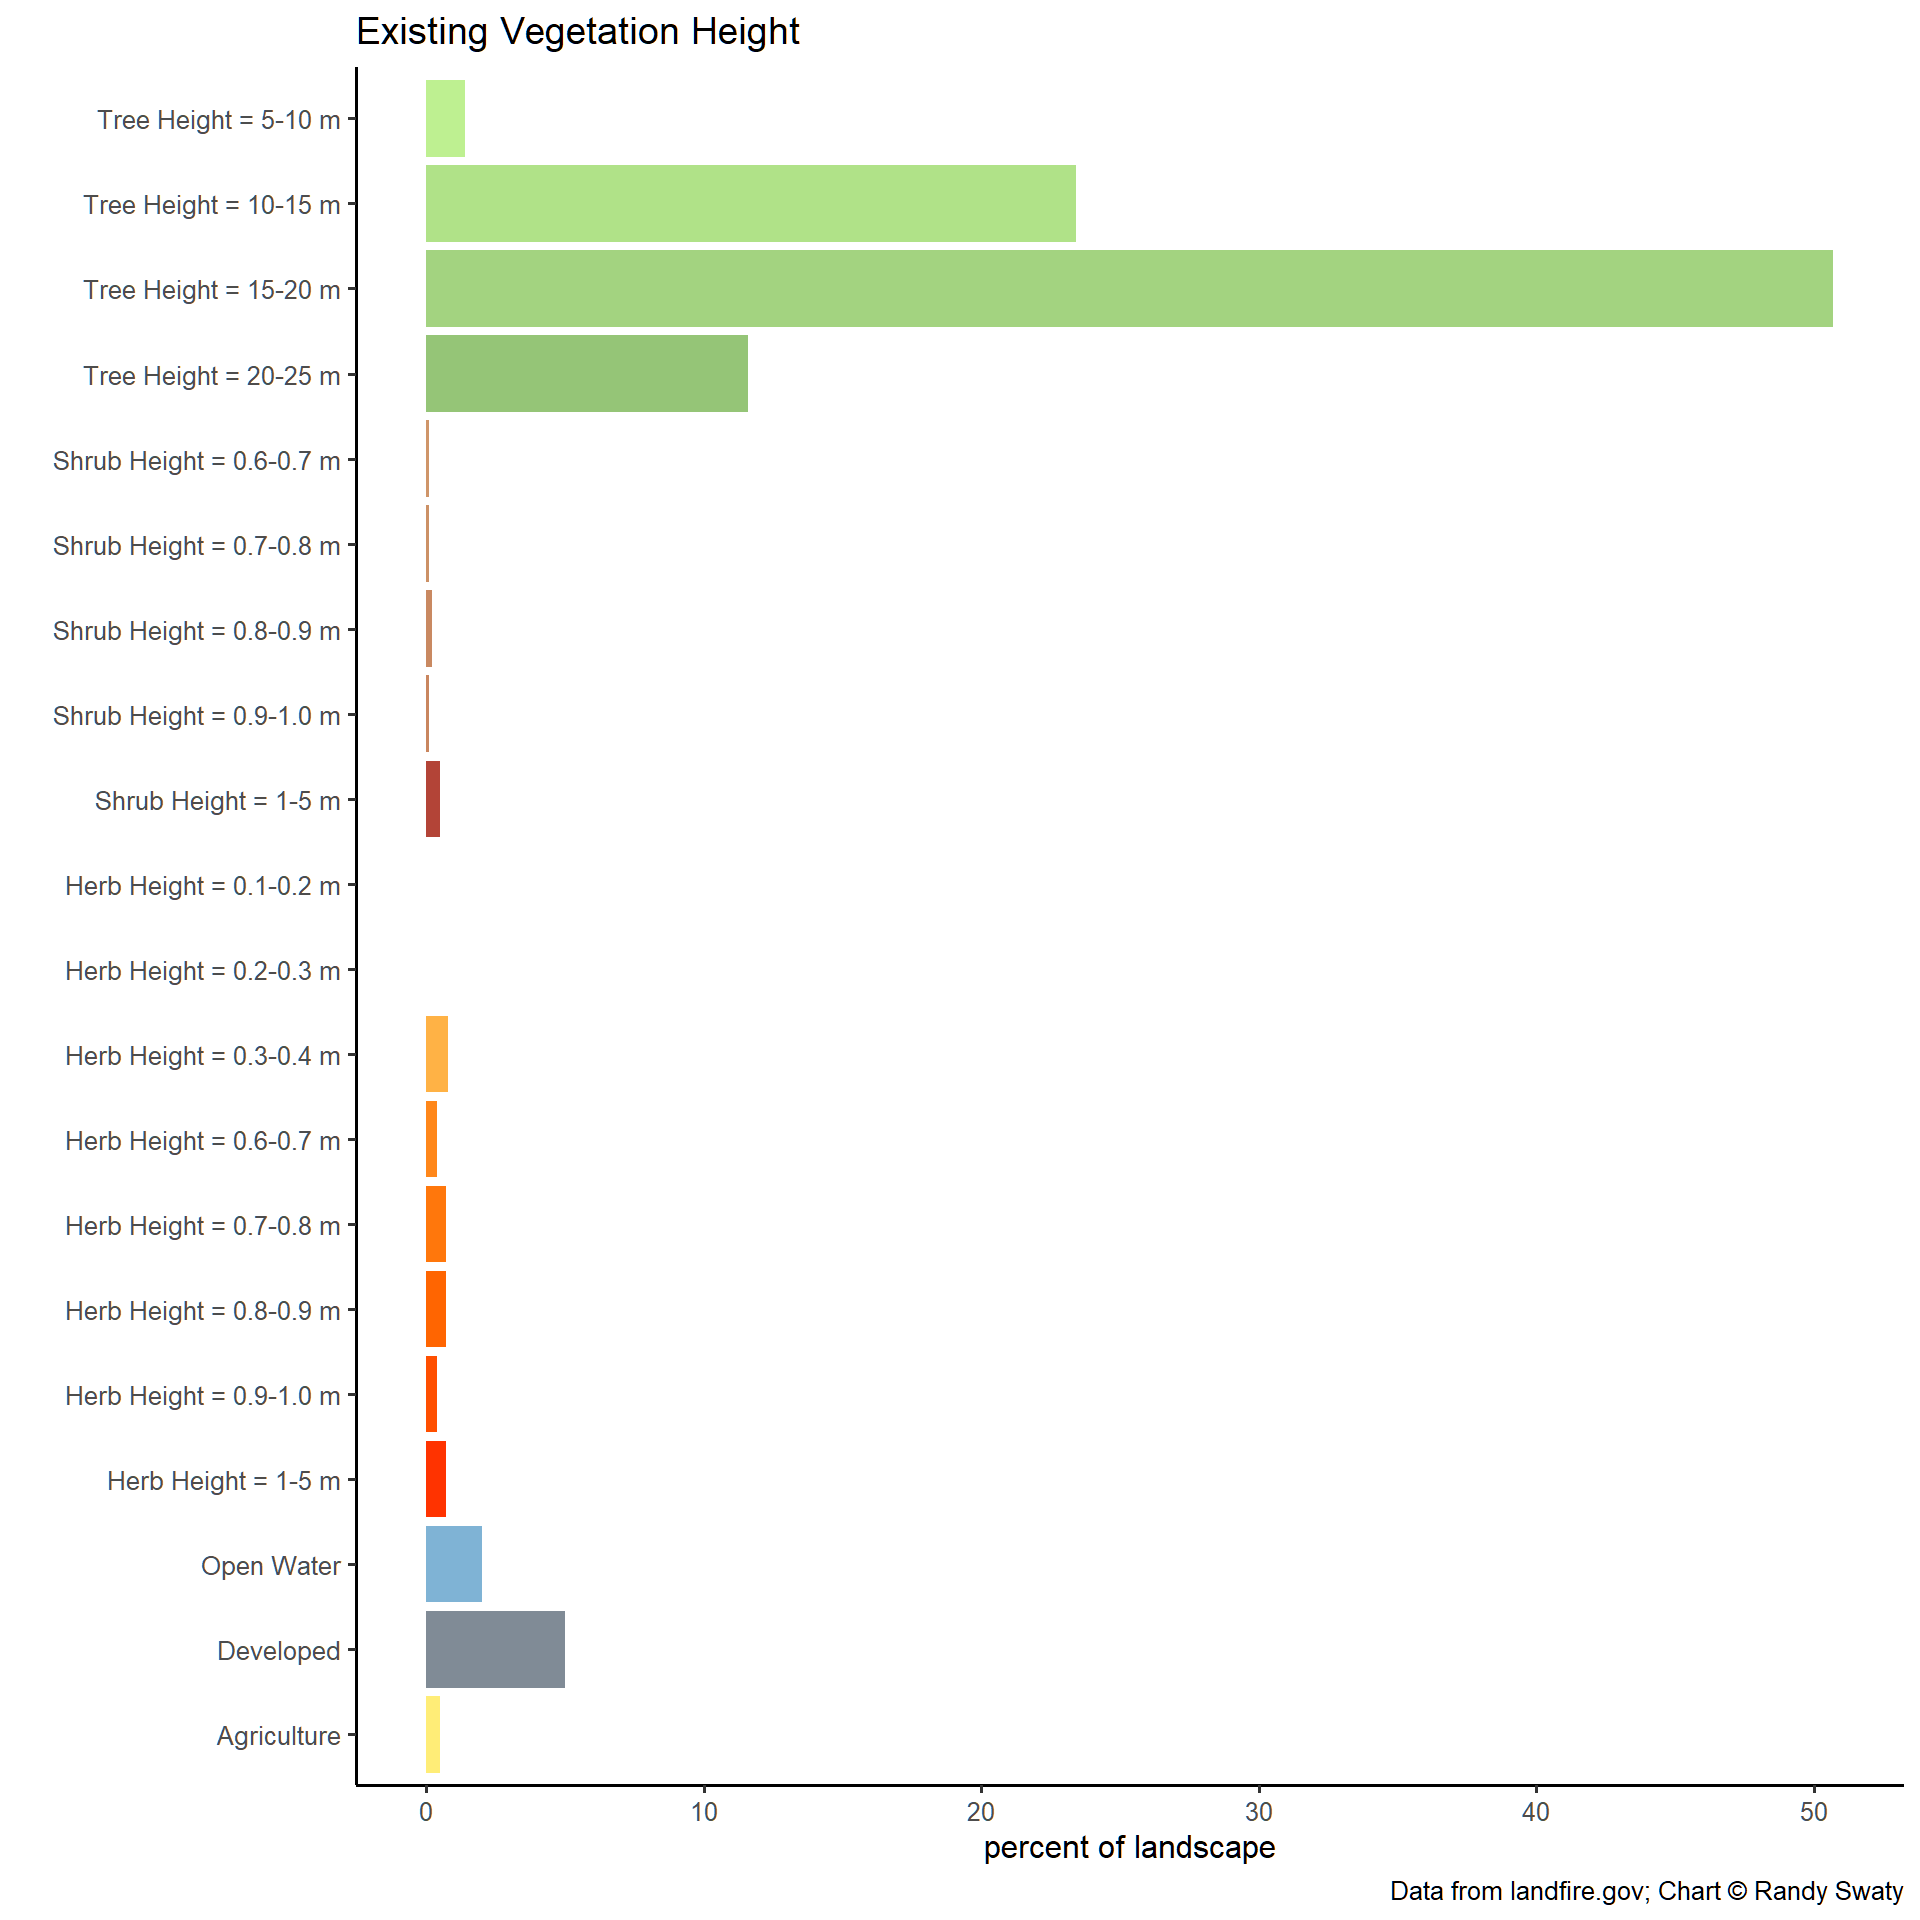 Existing Vegetation Height
Tree Height = 5-10 m
Tree Height = 10-15 m
Tree Height = 15-20 m
Tree Height = 20-25 m
Shrub Height = 0.6-0.7 m
Shrub Height = 0.7-0.8 m
Shrub Height = 0.8-0.9 m
Shrub Height = 0.9-1.0 m
Shrub Height = 1-5 m
Herb Height = 0.1-0.2 m
Herb Height = 0.2-0.3 m
Herb Height = 0.3-0.4 m
Herb Height = 0.6-0.7 m
Herb Height = 0.7-0.8 m
Herb Height = 0.8-0.9 m
Herb Height = 0.9-1.0 m
Herb Height = 1-5 m
Open Water
Developed
Agriculture
0 10 20 30 40 50
percent of landscape
Data from landfire.gov; Chart © Randy Swaty